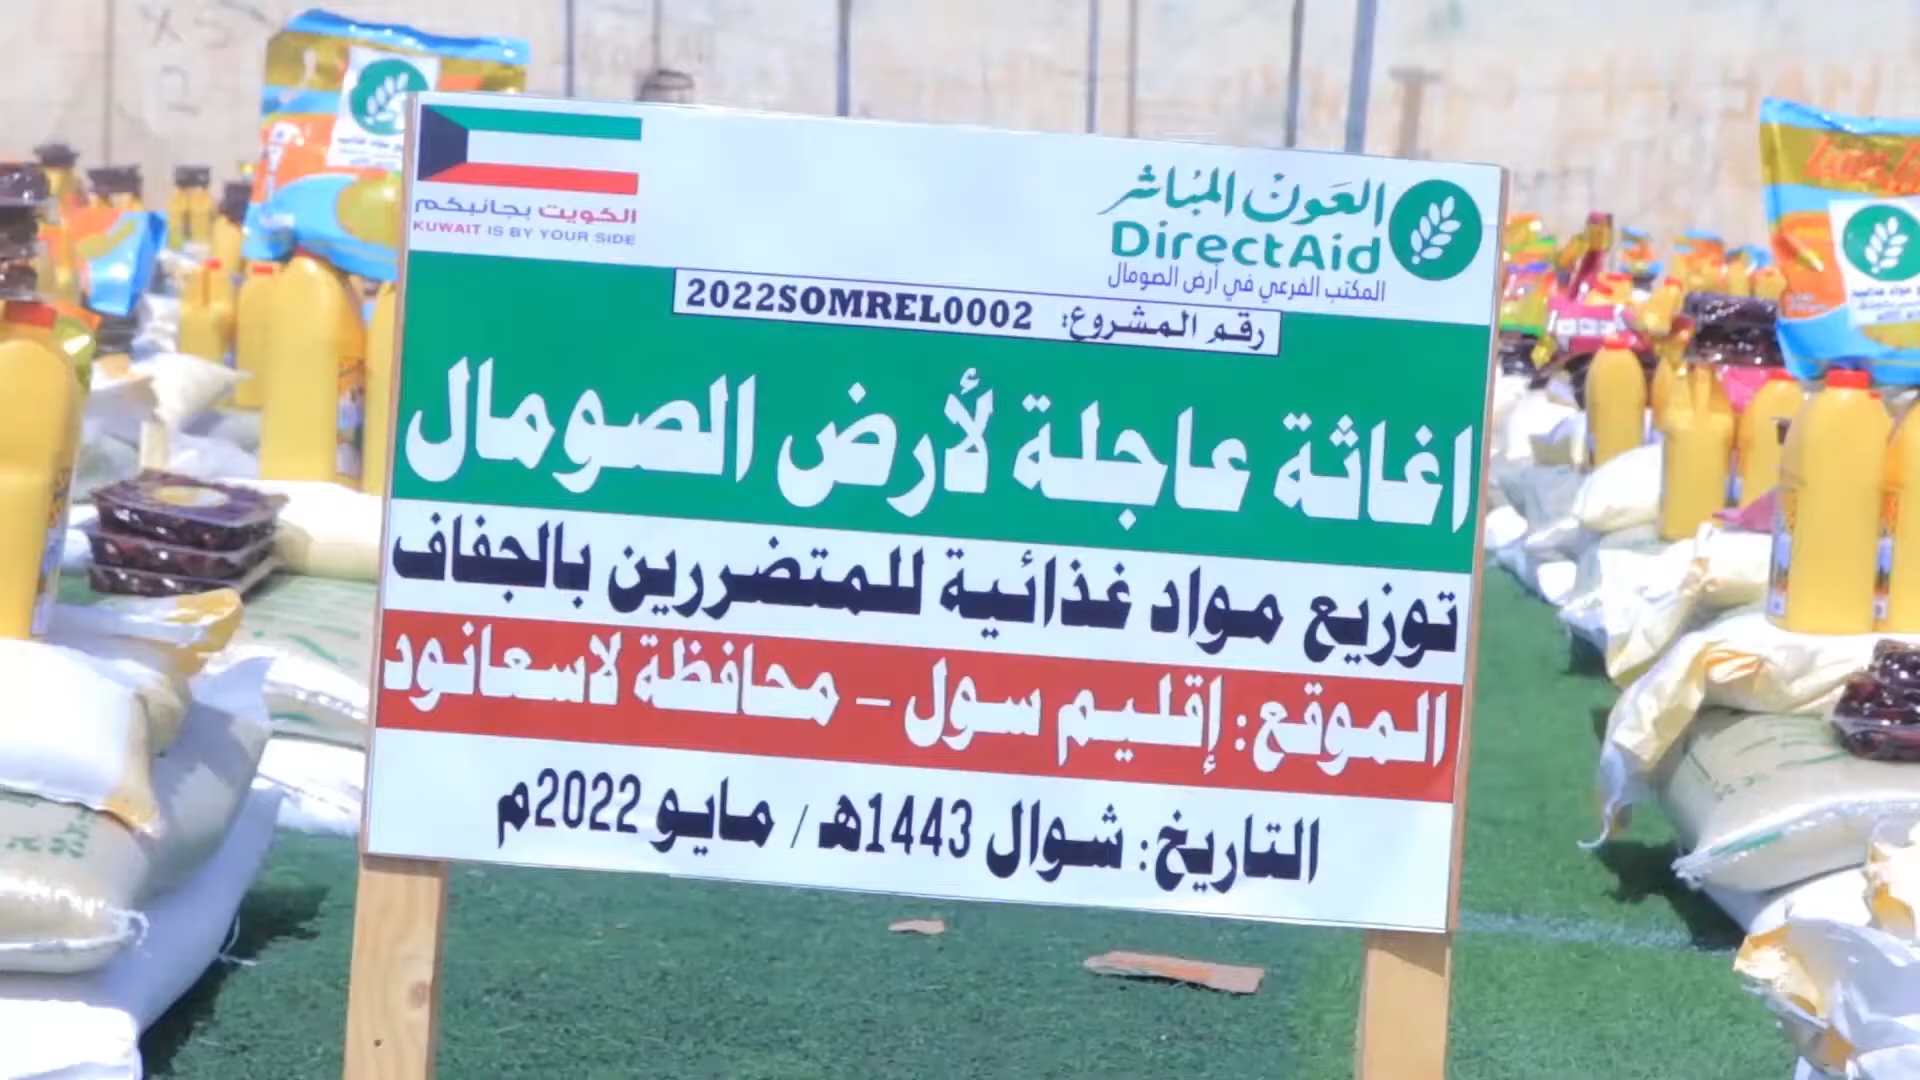 الكويت بجانبكم
KUWAIT IS BY YOUR SIDE
العون المباشر
DirectAid
المكتب الفرعي في أرض الصومال
رقم المشروع: 2022SOMREL0002
اغاثة عاجلة لأرض الصومال
توزيع مواد غذائية للمتضررين بالجفاف
الموقع: إقليم سول - محافظة لاسعانود
التاريخ: شوال 1443هـ / مايو 2022م